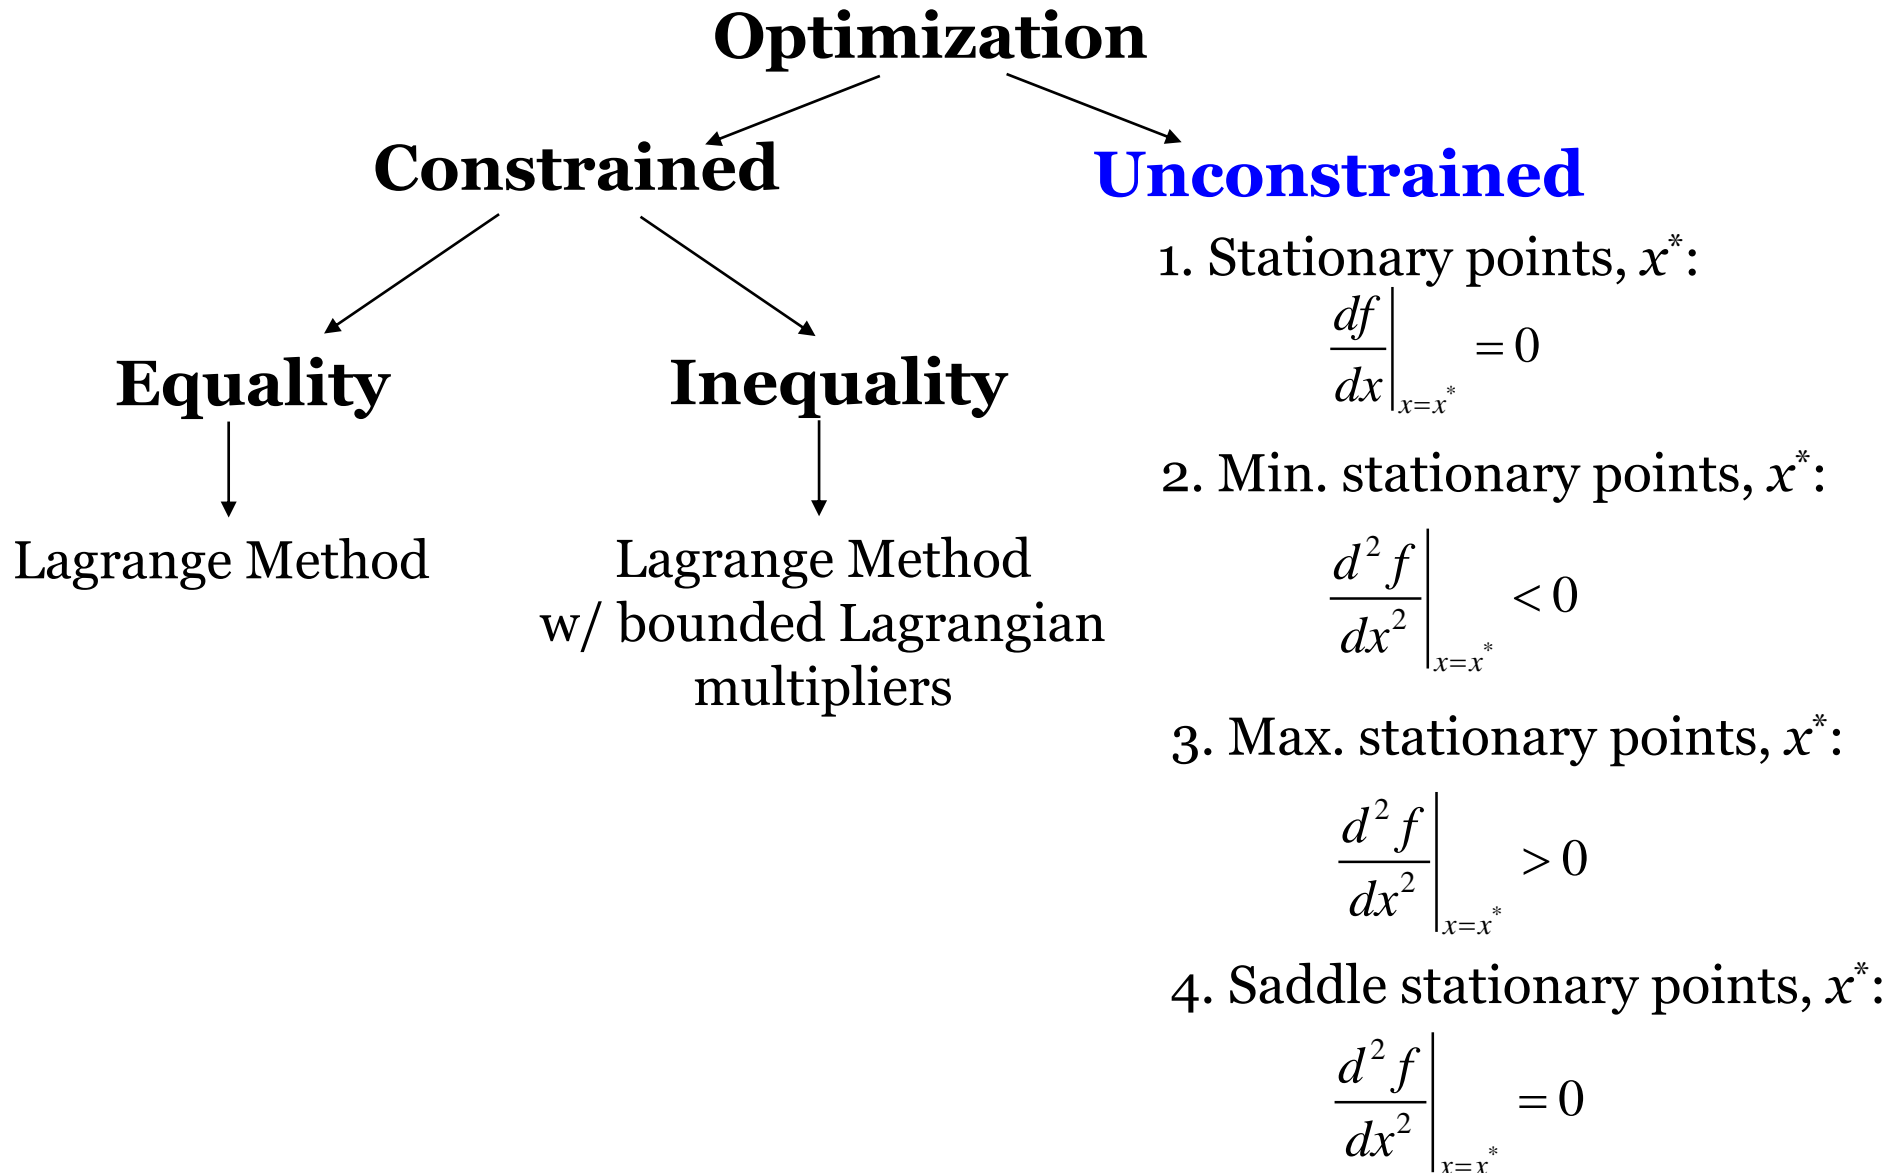 Optimization
Constrained
Unconstrained
Equality
Inequality
Lagrange Method
Lagrange Method
w/ bounded Lagrangian
multipliers
1. Stationary points, x*:
df/dx|x=x* = 0
2. Min. stationary points, x*:
d²f/dx²|x=x* < 0
3. Max. stationary points, x*:
d²f/dx²|x=x* > 0
4. Saddle stationary points, x*:
d²f/dx²|x=x* = 0